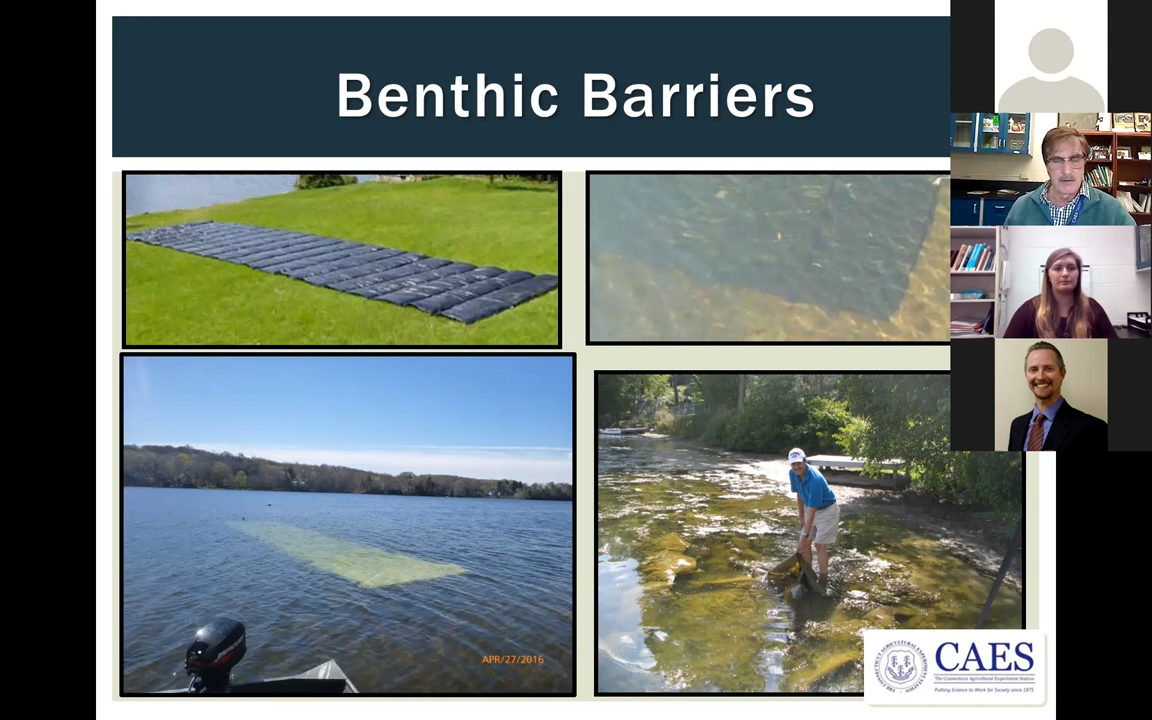 Benthic Barriers
APR/27/2016
CAES
The Connecticut Agricultural Experiment Station
Putting Science to Work for Society since 1875